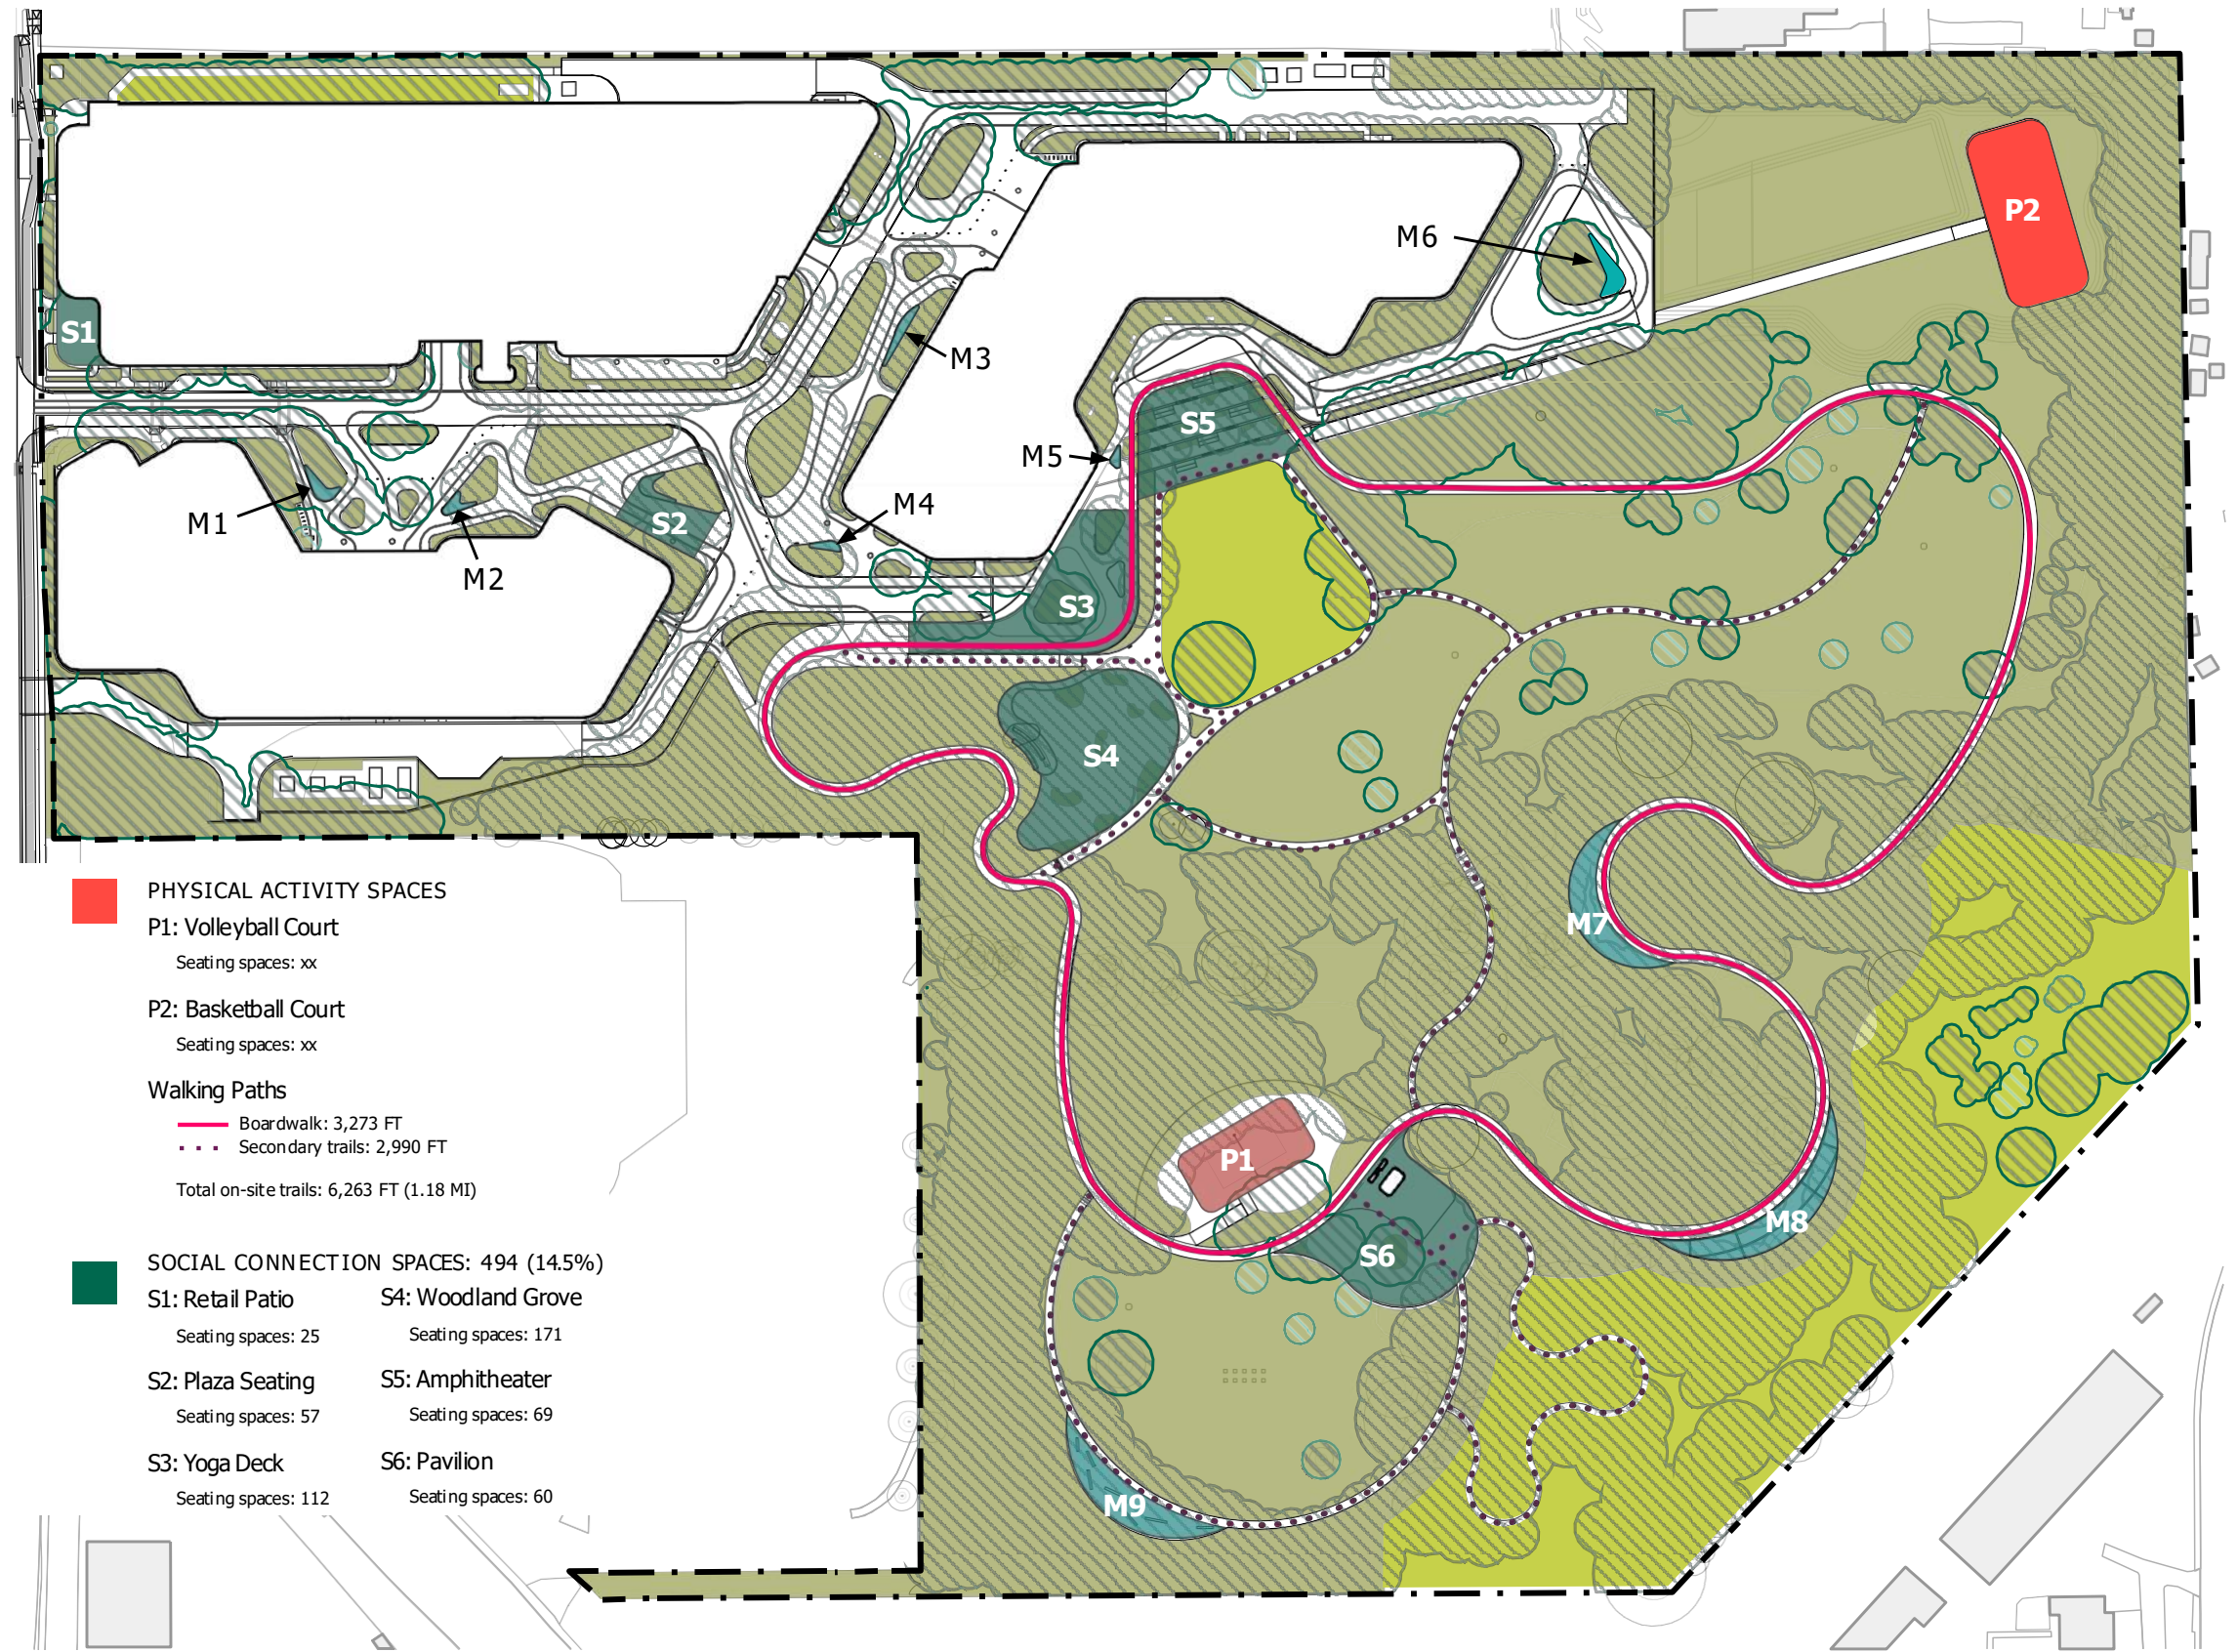 P2
M6
S1
M3
S5
M5
M1
M4
S2
M2
S3
S4
M7
P1
M8
S6
M9
PHYSICAL ACTIVITY SPACES
P1: Volleyball Court
Seating spaces: xx
P2: Basketball Court
Seating spaces: xx
Walking Paths
Boardwalk: 3,273 FT
Secondary trails: 2,990 FT
Total on-site trails: 6,263 FT (1.18 MI)
SOCIAL CONNECTION SPACES: 494 (14.5%)
S1: Retail Patio
Seating spaces: 25
S2: Plaza Seating
Seating spaces: 57
S3: Yoga Deck
Seating spaces: 112
S4: Woodland Grove
Seating spaces: 171
S5: Amphitheater
Seating spaces: 69
S6: Pavilion
Seating spaces: 60